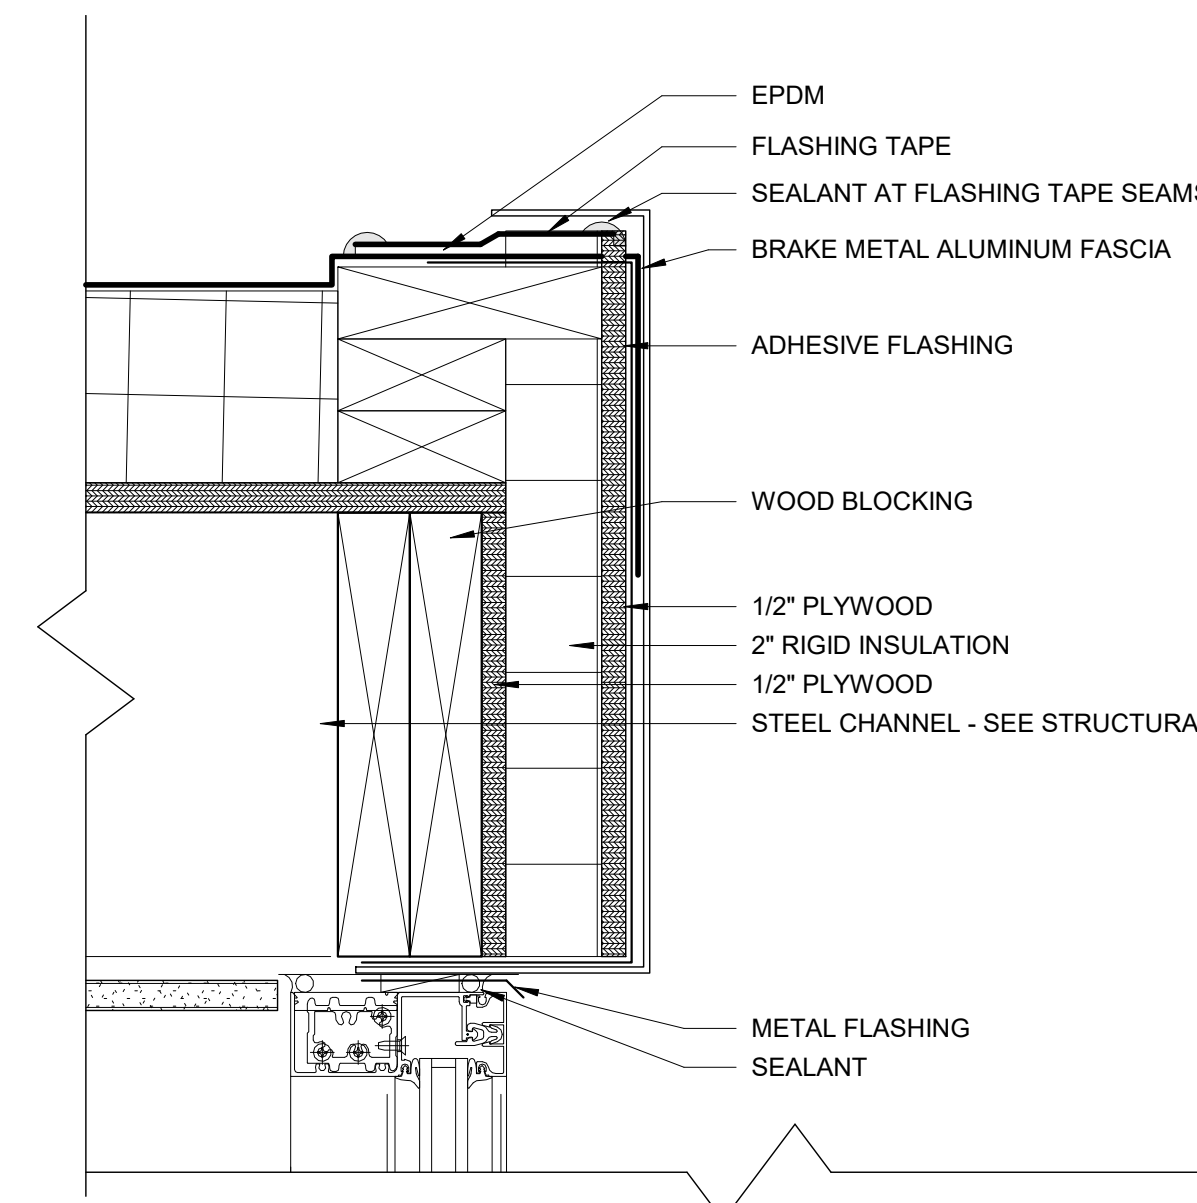 EPDM
FLASHING TAPE
SEALANT AT FLASHING TAPE SEAMS
BRAKE METAL ALUMINUM FASCIA
ADHESIVE FLASHING
WOOD BLOCKING
1/2" PLYWOOD
2" RIGID INSULATION
1/2" PLYWOOD
STEEL CHANNEL - SEE STRUCTURA
METAL FLASHING
SEALANT